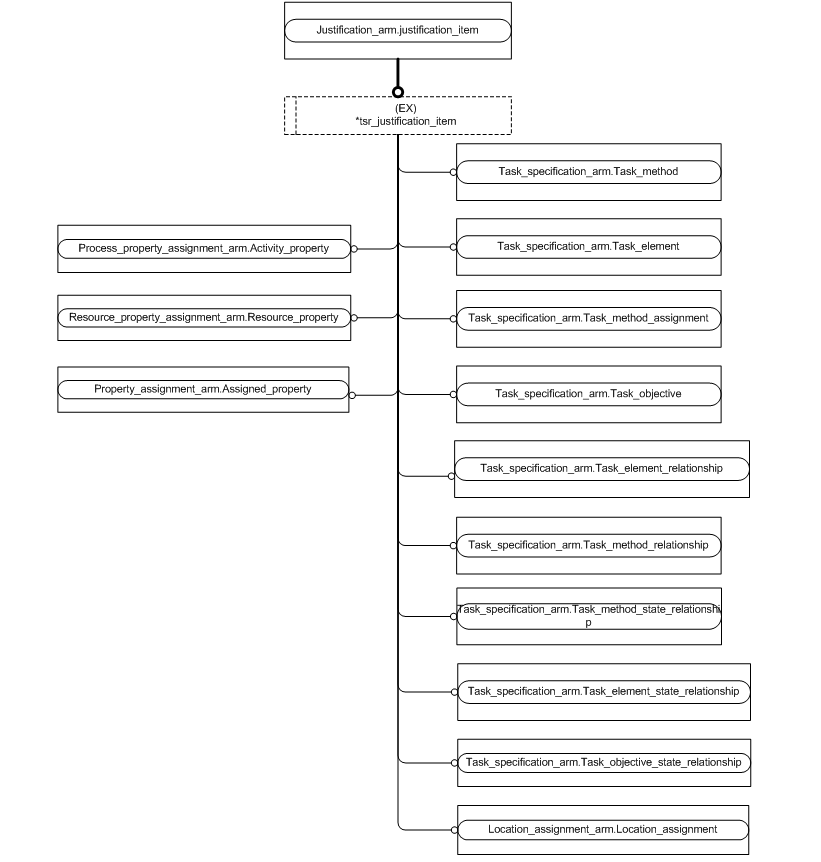 Justification_arm.justification_item
(EX)
*tsr_justification_item
Task_specification_arm.Task_method
Process_property_assignment_arm.Activity_property
Task_specification_arm.Task_element
Resource_property_assignment_arm.Resource_property
Task_specification_arm.Task_method_assignment
Property_assignment_arm.Assigned_property
Task_specification_arm.Task_objective
Task_specification_arm.Task_element_relationship
Task_specification_arm.Task_method_relationship
Task_specification_arm.Task_method_state_relationshi
p
Task_specification_arm.Task_element_state_relationship
Task_specification_arm.Task_objective_state_relationship
Location_assignment_arm.Location_assignment